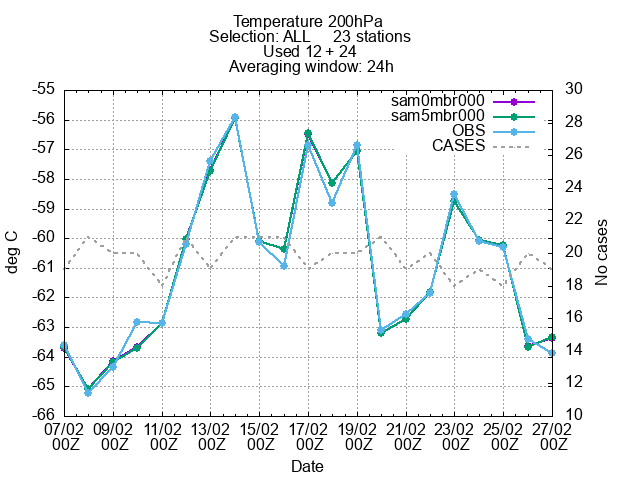 Temperature 200hPa
Selection: ALL 23 stations
Used 12 + 24
Averaging window: 24h
-55
-56
-57
-58
-59
-60
-61
-62
-63
-64
-65
-66
deg C
sam0mbr000
sam5mbr000
OBS
CASES
30
28
26
24
22
20
18
16
14
12
10
No cases
07/02 09/02 11/02 13/02 15/02 17/02 19/02 21/02 23/02 25/02 27/02
00Z 00Z 00Z 00Z 00Z 00Z 00Z 00Z 00Z 00Z 00Z
Date